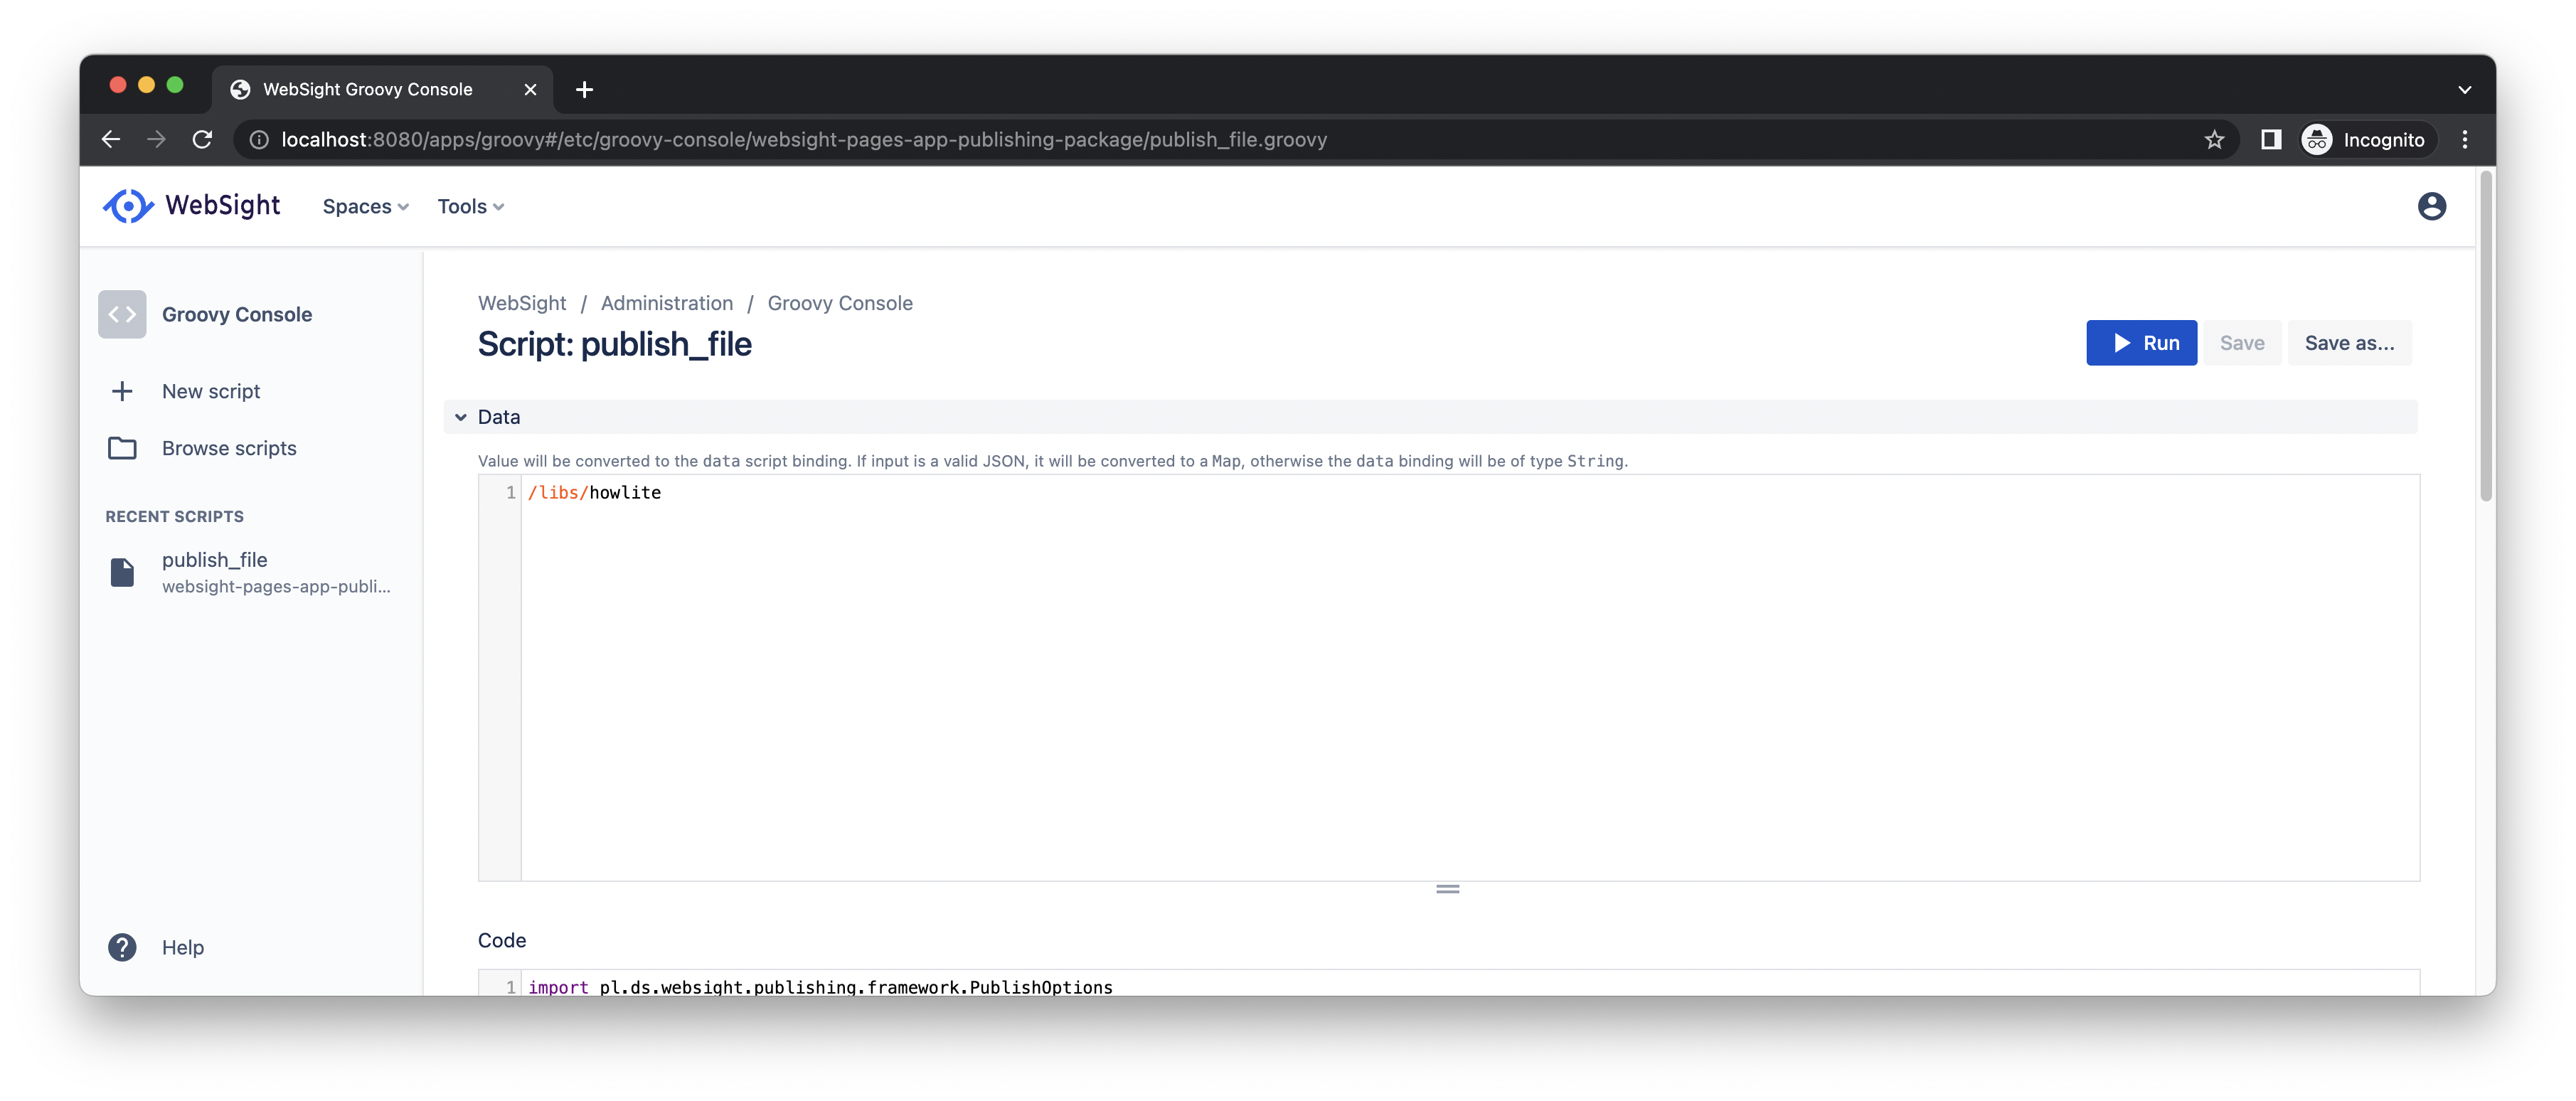 WebSight Groovy Console
localhost:8080/apps/groovy#/etc/groovy-console/websight-pages-app-publishing-package/publish_file.groovy
Incognito
WebSight
Spaces
Tools
Groovy Console
New script
Browse scripts
RECENT SCRIPTS
publish_file
websight-pages-app-publi...
Help
WebSight / Administration / Groovy Console
Script: publish_file
Run
Save
Save as...
Data
Value will be converted to the data script binding. If input is a valid JSON, it will be converted to a Map, otherwise the data binding will be of type String.
1 /libs/howlite
Code
1 import pl.ds.websight.publishing.framework.PublishOptions